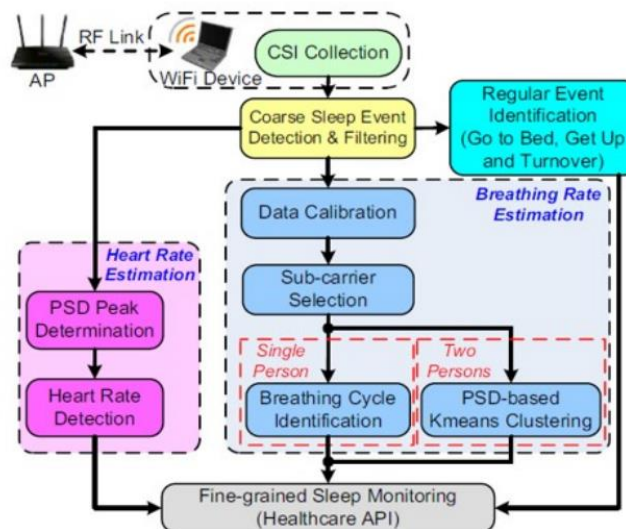 RF Link
AP
WiFi Device
CSI Collection
Coarse Sleep Event
Detection & Filtering
Regular Event
Identification
(Go to Bed, Get Up
and Turnover)
Breathing Rate
Estimation
Data Calibration
Sub-carrier
Selection
Heart Rate
Estimation
PSD Peak
Determination
Heart Rate
Detection
Single
Person
Breathing Cycle
Identification
Two
Persons
PSD-based
Kmeans Clustering
Fine-grained Sleep Monitoring
(Healthcare API)